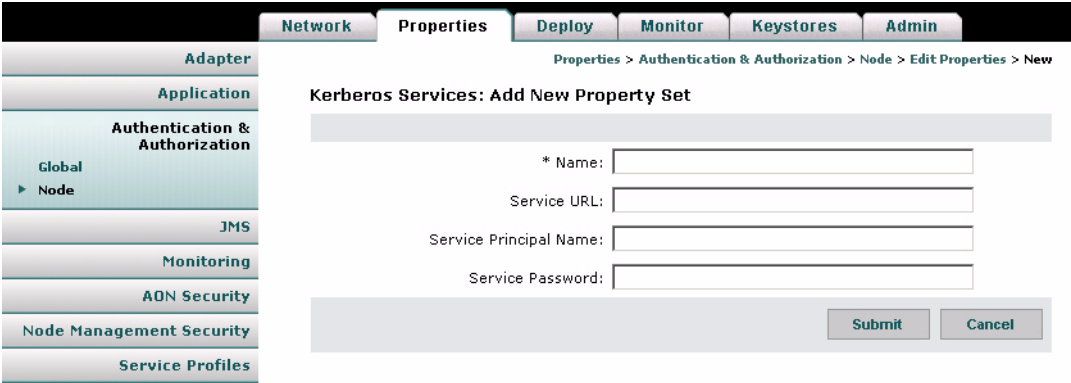 Network Properties Deploy Monitor Keystores Admin
Properties > Authentication & Authorization > Node > Edit Properties > New
Adapter
Application
Authentication &
Authorization
Global
Node
JMS
Monitoring
AON Security
Node Management Security
Service Profiles
Kerberos Services: Add New Property Set
* Name:
Service URL:
Service Principal Name:
Service Password:
Submit Cancel